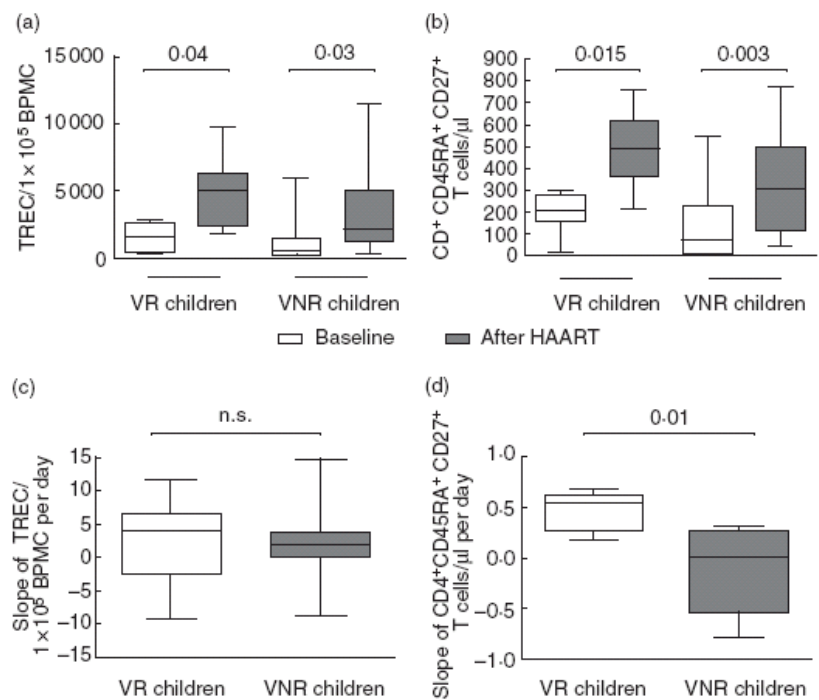 (a)
15 000
10 000
5 000
0
TREC/1× 10⁵ BPMC
0·04
0·03
VR children
VNR children
(b)
900
800
700
600
500
400
300
200
100
0
CD⁺ CD45RA⁺ CD27⁺
T cells/μl
0·015
0·003
VR children
VNR children
Baseline
After HAART
(c)
n.s.
15
10
5
0
−5
−10
−15
Slope of TREC/
1× 10⁵ BPMC per day
VR children
VNR children
(d)
0·01
1·0
0·5
0·0
−0·5
−1·0
Slope of CD4⁺CD45RA⁺ CD27⁺
T cells/μl per day
VR children
VNR children